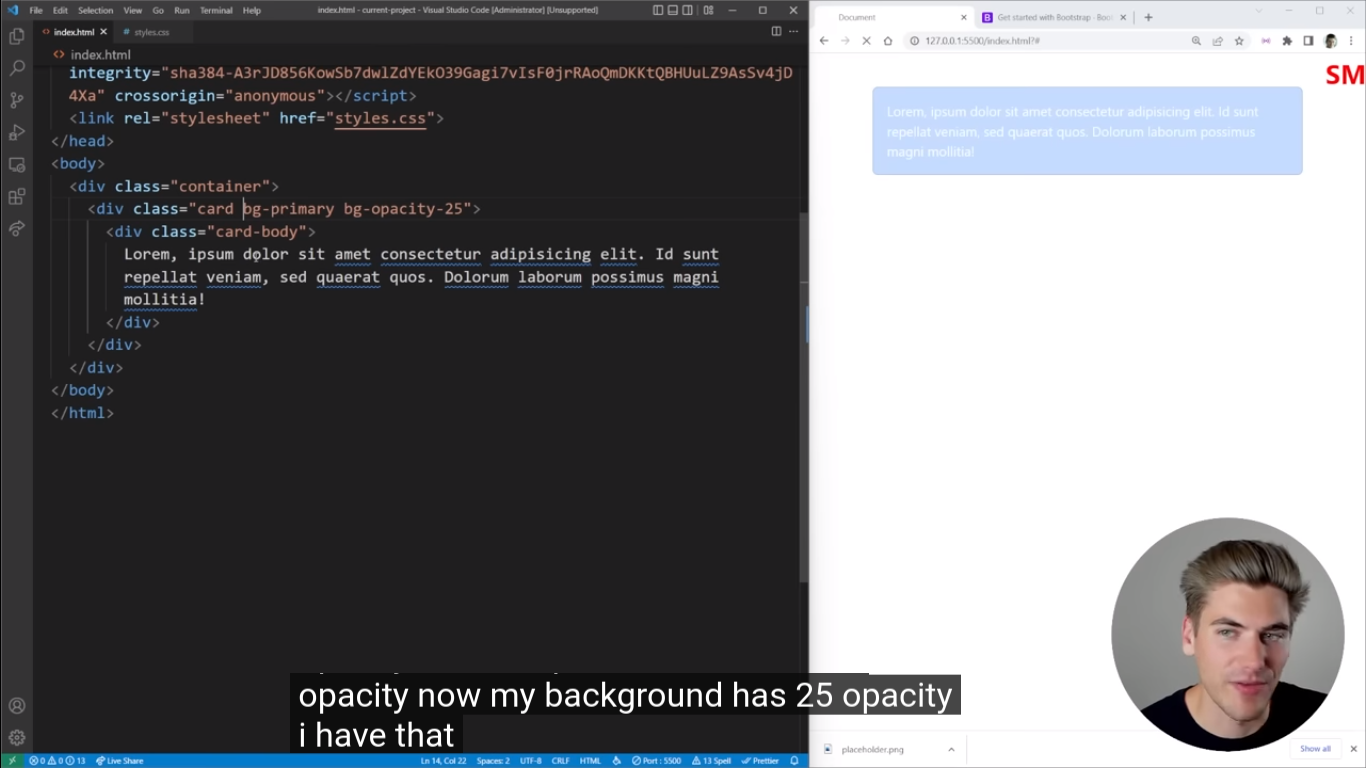 File Edit Selection View Go Run Terminal Help
index.html - current-project - Visual Studio Code [Administrator] [Unsupported]
index.html
styles.css
index.html
integrity="sha384-A3rJD856KowSb7dwlZdYEkO39Gagi7vIsF0jrRAoQmDKKtQBHUuLZ9AsSv4jD
4Xa" crossorigin="anonymous"></script>
<link rel="stylesheet" href="styles.css">
</head>
<body>
<div class="container">
<div class="card bg-primary bg-opacity-25">
<div class="card-body">
Lorem, ipsum dolor sit amet consectetur adipisicing elit. Id sunt
repellat veniam, sed quaerat quos. Dolorum laborum possimus magni
mollitia!
</div>
</div>
</div>
</body>
</html>
0 0 13 Live Share
Ln 14, Col 22 Spaces: 2 UTF-8 CRLF HTML Port : 5500 13 Spell Prettier
Document
Get started with Bootstrap · Boo
127.0.0.1:5500/index.html?#
SM
Lorem, ipsum dolor sit amet consectetur adipisicing elit. Id sunt
repellat veniam, sed quaerat quos. Dolorum laborum possimus
magni mollitia!
placeholder.png
Show all
opacity now my background has 25 opacity
i have that